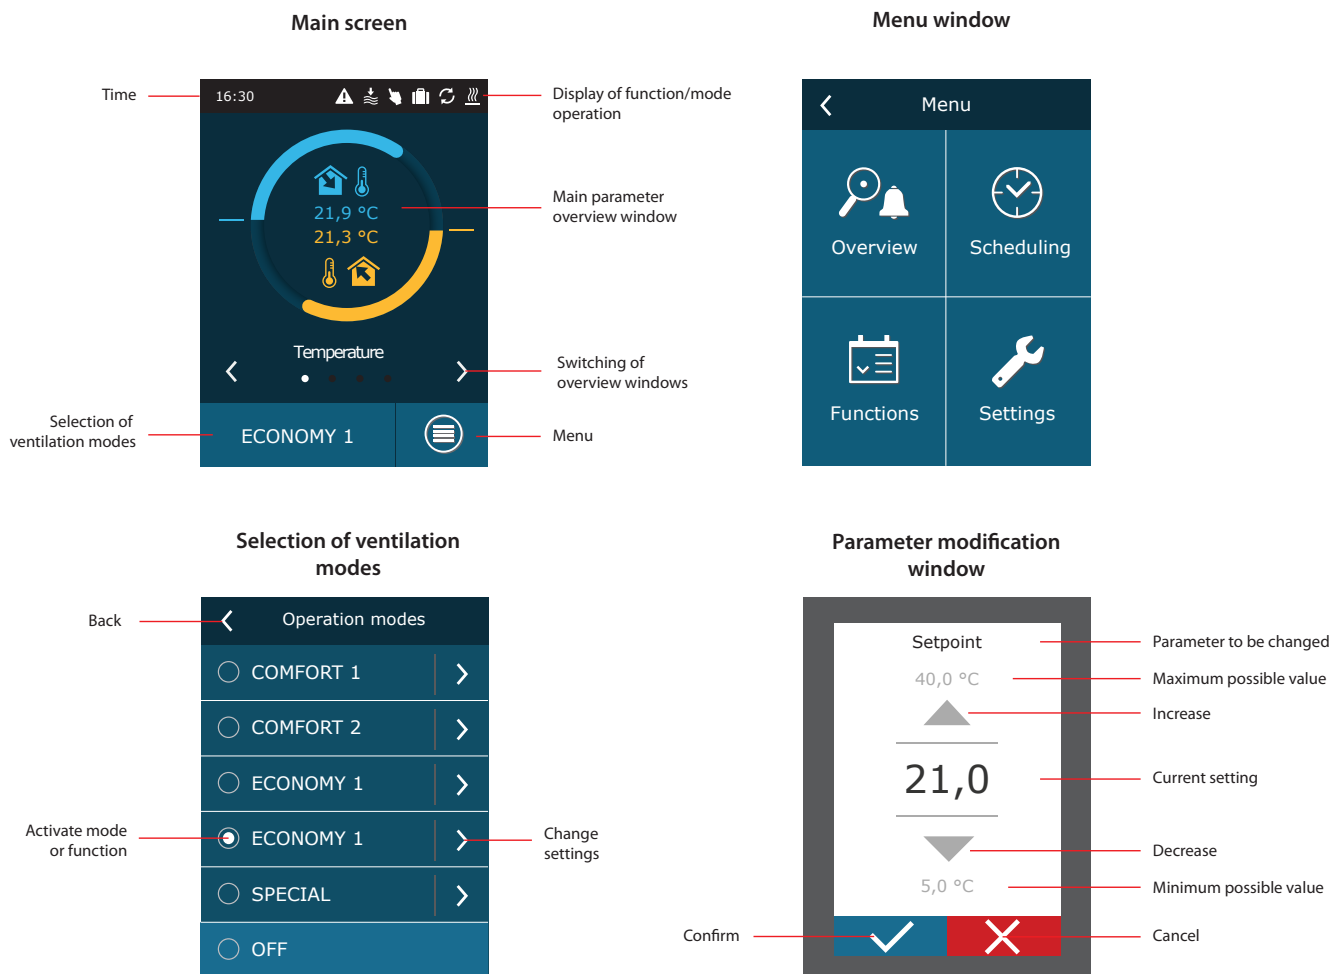 Main screen
Time
16:30
Display of function/mode
operation
21,9 °C
21,3 °C
Main parameter
overview window
Temperature
Switching of
overview windows
Selection of
ventilation modes
ECONOMY 1
Menu
Menu window
Menu
Overview
Scheduling
Functions
Settings
Selection of ventilation
modes
Back
Operation modes
COMFORT 1
COMFORT 2
ECONOMY 1
Activate mode
or function
ECONOMY 1
Change
settings
SPECIAL
OFF
Parameter modification
window
Setpoint
Parameter to be changed
40,0 °C
Maximum possible value
Increase
21,0
Current setting
Decrease
5,0 °C
Minimum possible value
Confirm
Cancel